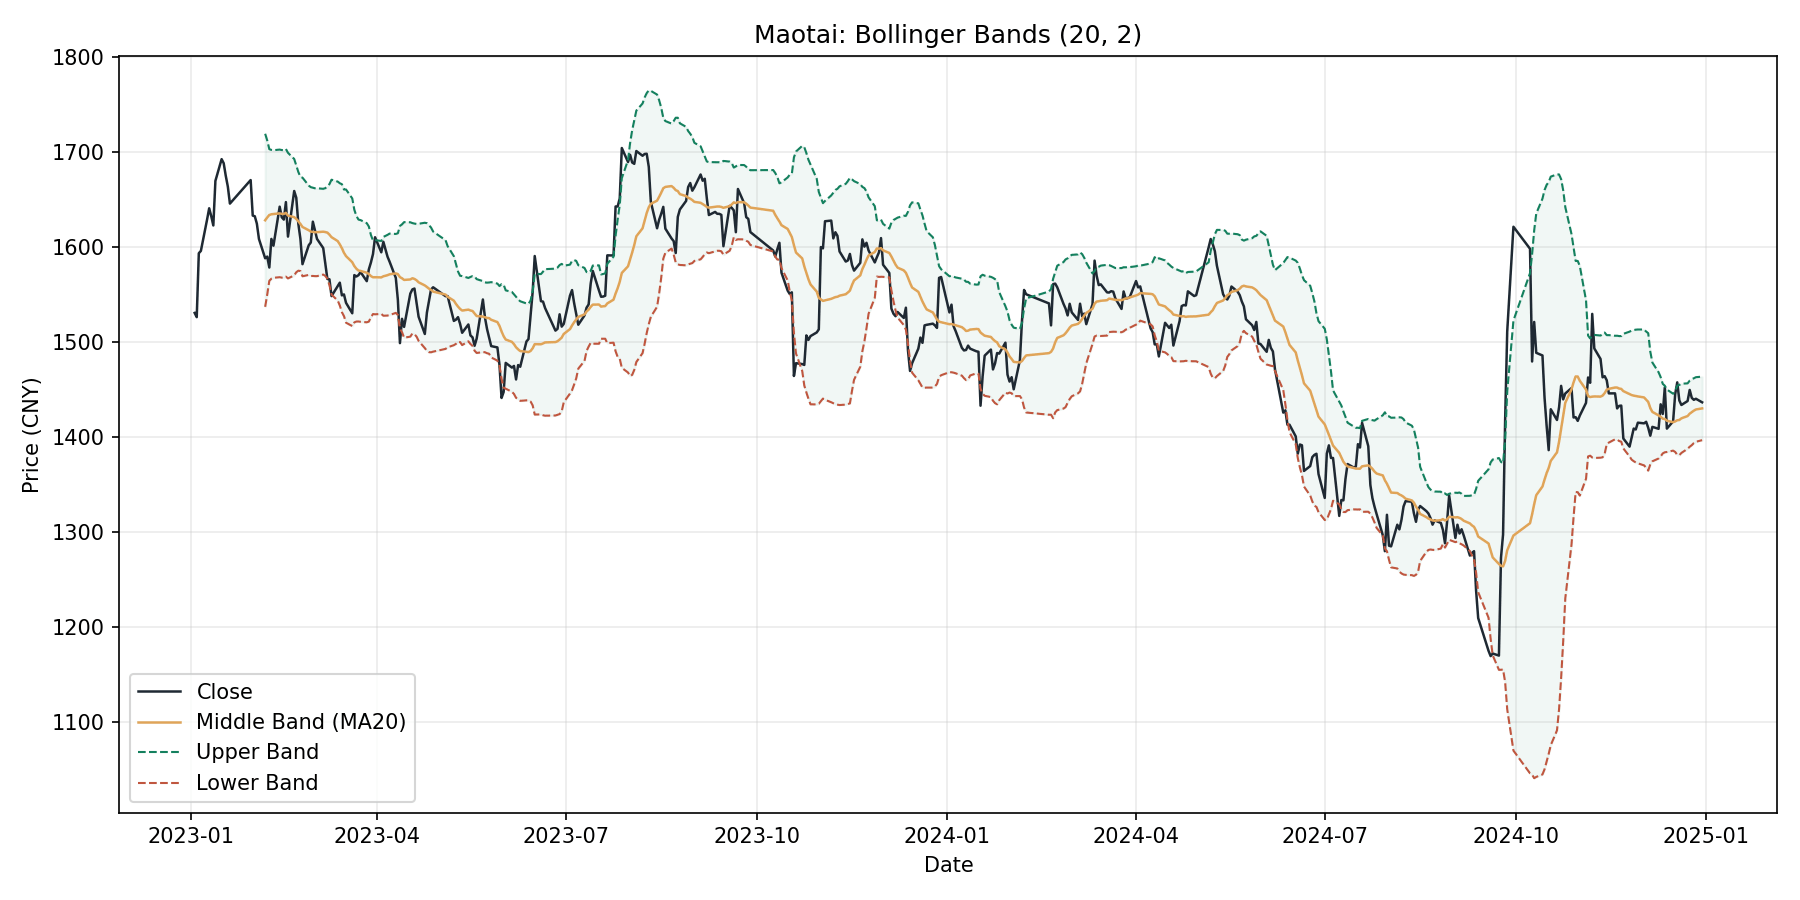 Maotai: Bollinger Bands (20, 2)
1800
1700
1600
1500
1400
1300
1200
1100
Price (CNY)
Close
Middle Band (MA20)
Upper Band
Lower Band
2023-01 2023-04 2023-07 2023-10 2024-01 2024-04 2024-07 2024-10 2025-01
Date